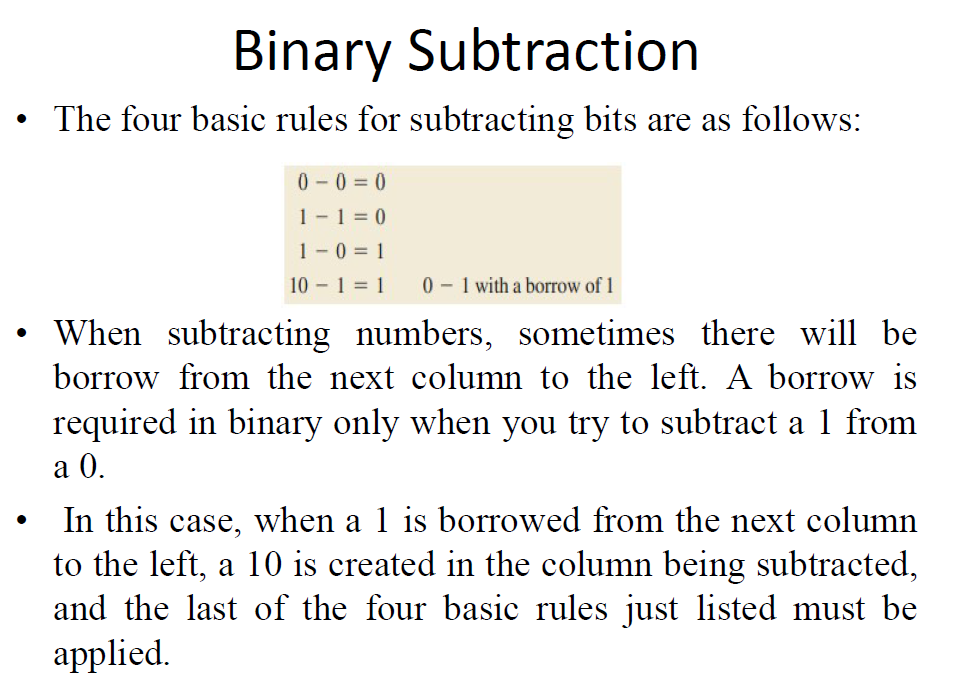 Binary Subtraction
• The four basic rules for subtracting bits are as follows:
0 − 0 = 0
1 − 1 = 0
1 − 0 = 1
10 − 1 = 1 0 − 1 with a borrow of 1
• When subtracting numbers, sometimes there will be
borrow from the next column to the left. A borrow is
required in binary only when you try to subtract a 1 from
a 0.
• In this case, when a 1 is borrowed from the next column
to the left, a 10 is created in the column being subtracted,
and the last of the four basic rules just listed must be
applied.